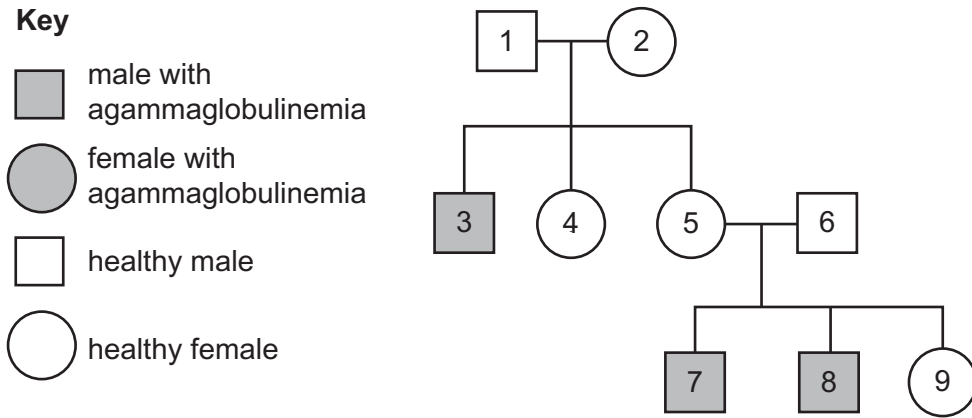 Key
male with
agammaglobulinemia
female with
agammaglobulinemia
healthy male
healthy female
1 2
3 4 5 6
7 8 9